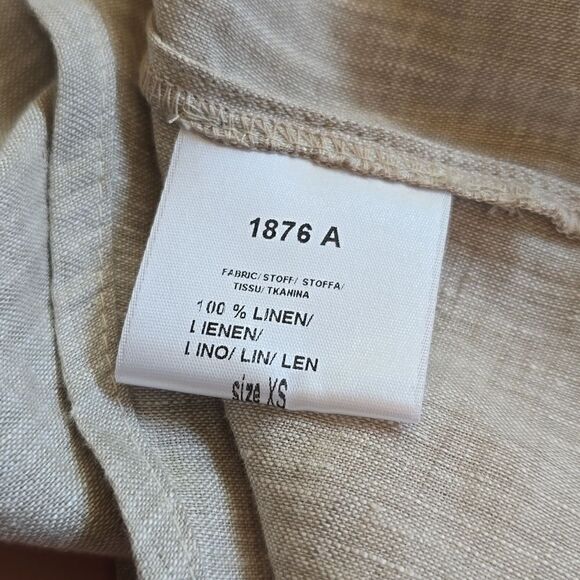 1876 A
FABRIC/ STOFF/ STOFFA/
TISSU/ TKANINA
100 % LINEN/
LIENEN/
LINO/ LIN/ LEN
size XS